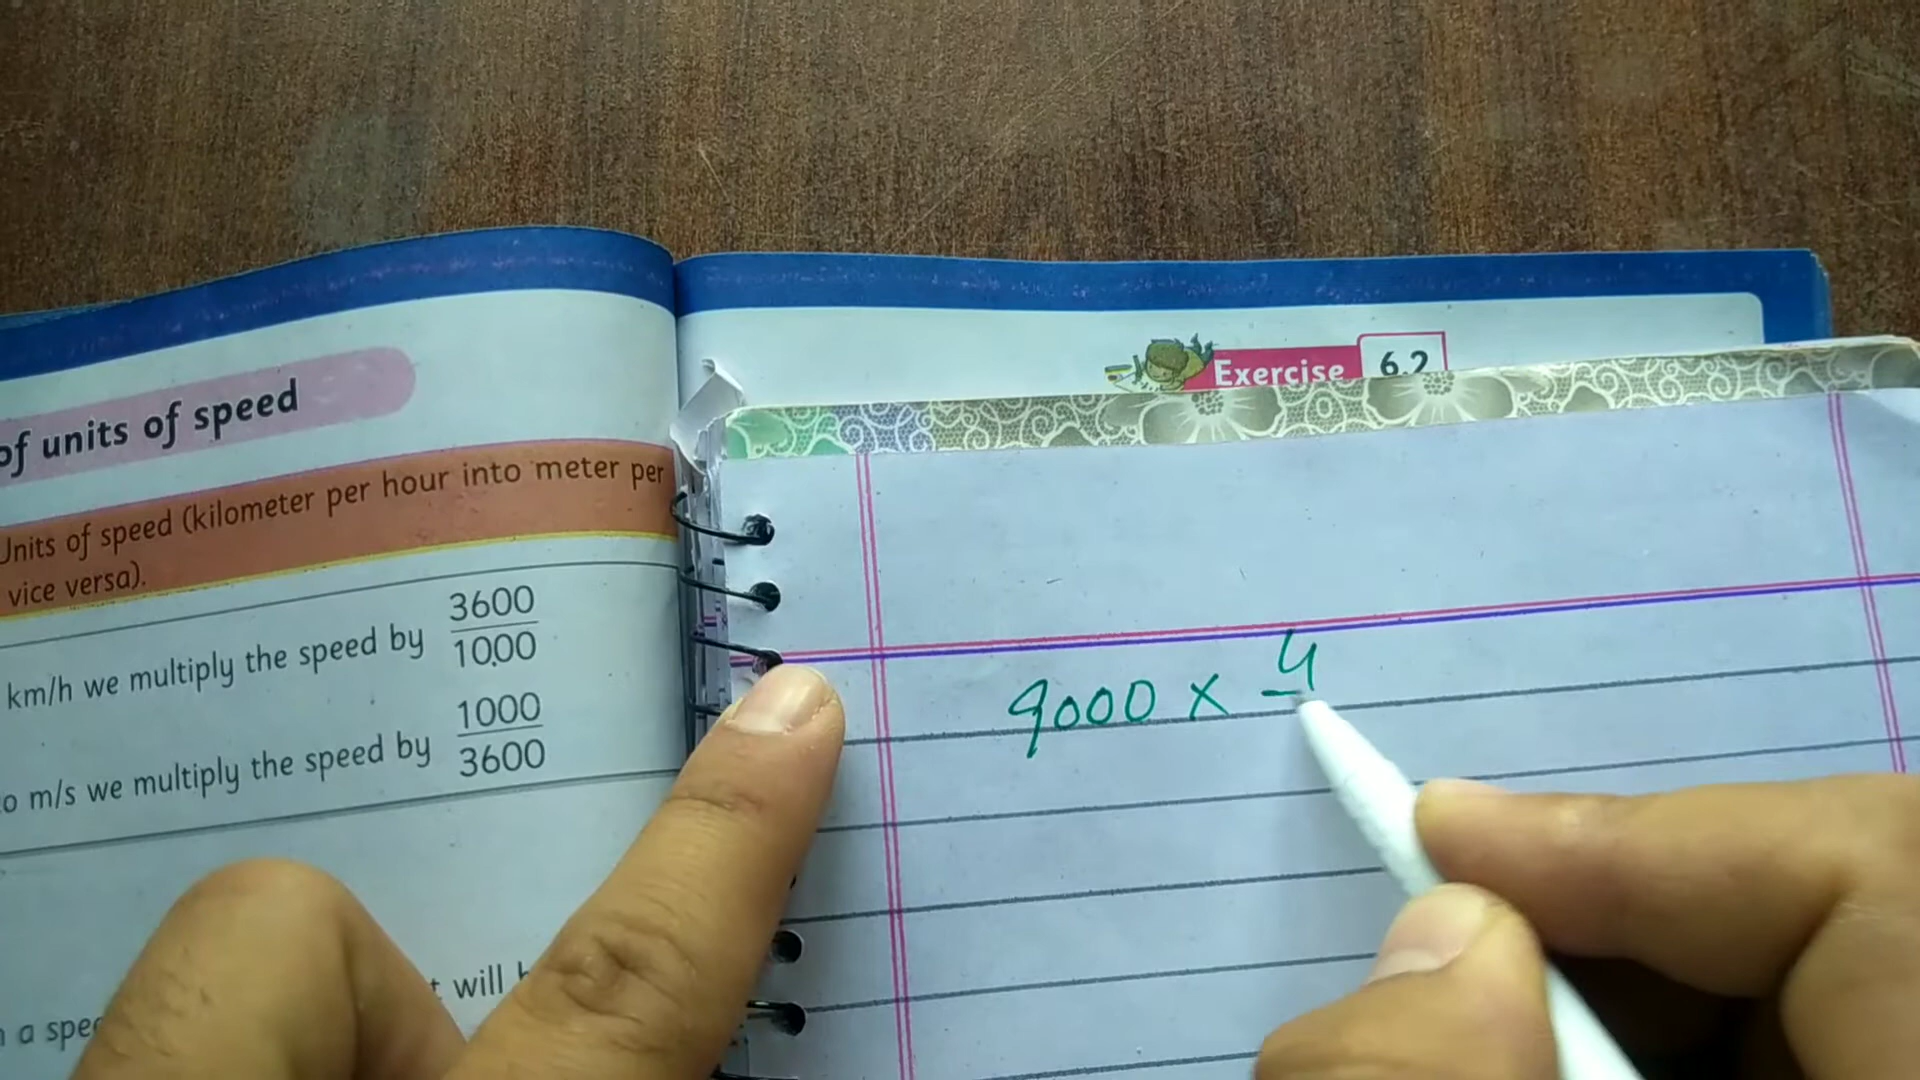 of units of speed
Units of speed (kilometer per hour into meter per
vice versa).
km/h we multiply the speed by 3600
1000
o m/s we multiply the speed by 1000
3600
t will
a spe
Exercise 6.2
9000 × 4